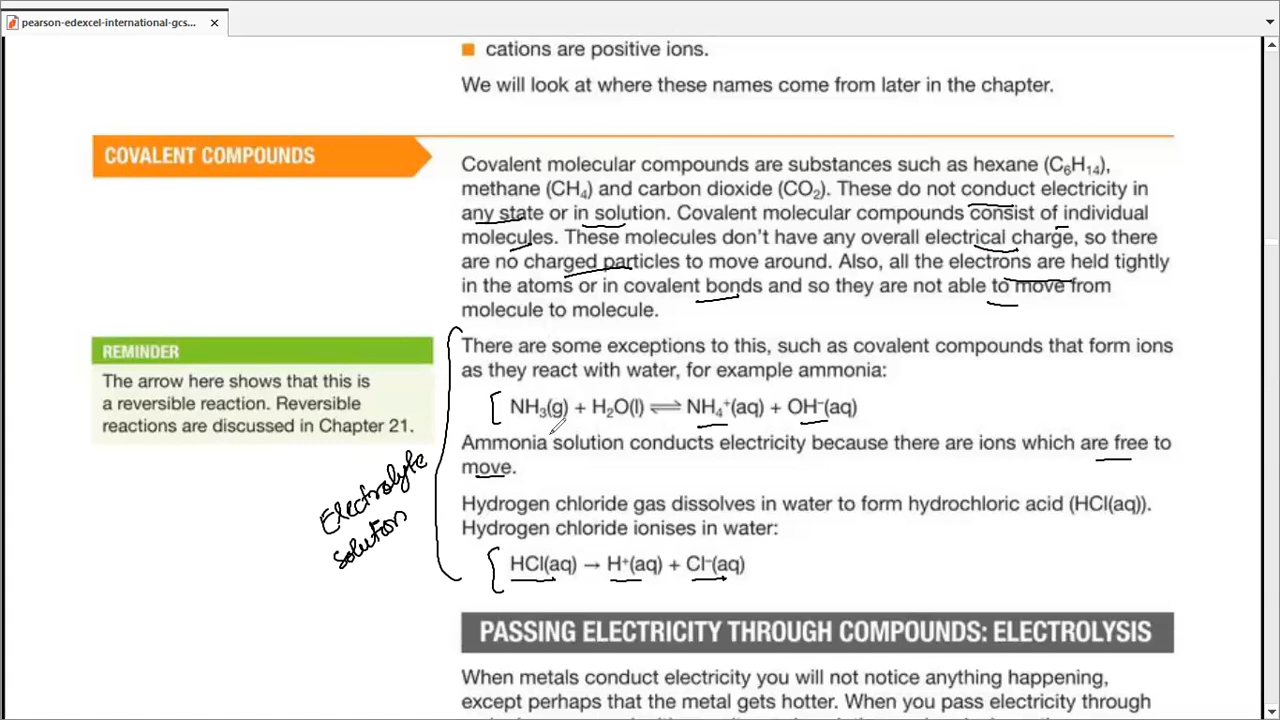 pearson-edexcel-international-gcs...
cations are positive ions.
We will look at where these names come from later in the chapter.
COVALENT COMPOUNDS
Covalent molecular compounds are substances such as hexane (C₆H₁₄),
methane (CH₄) and carbon dioxide (CO₂). These do not conduct electricity in
any state or in solution. Covalent molecular compounds consist of individual
molecules. These molecules don't have any overall electrical charge, so there
are no charged particles to move around. Also, all the electrons are held tightly
in the atoms or in covalent bonds and so they are not able to move from
molecule to molecule.
REMINDER
The arrow here shows that this is
a reversible reaction. Reversible
reactions are discussed in Chapter 21.
There are some exceptions to this, such as covalent compounds that form ions
as they react with water, for example ammonia:
NH₃(g) + H₂O(l) ⇌ NH₄⁺(aq) + OH⁻(aq)
Ammonia solution conducts electricity because there are ions which are free to
move.
Electrolyte
solution
Hydrogen chloride gas dissolves in water to form hydrochloric acid (HCl(aq)).
Hydrogen chloride ionises in water:
HCl(aq) → H⁺(aq) + Cl⁻(aq)
PASSING ELECTRICITY THROUGH COMPOUNDS: ELECTROLYSIS
When metals conduct electricity you will not notice anything happening,
except perhaps that the metal gets hotter. When you pass electricity through